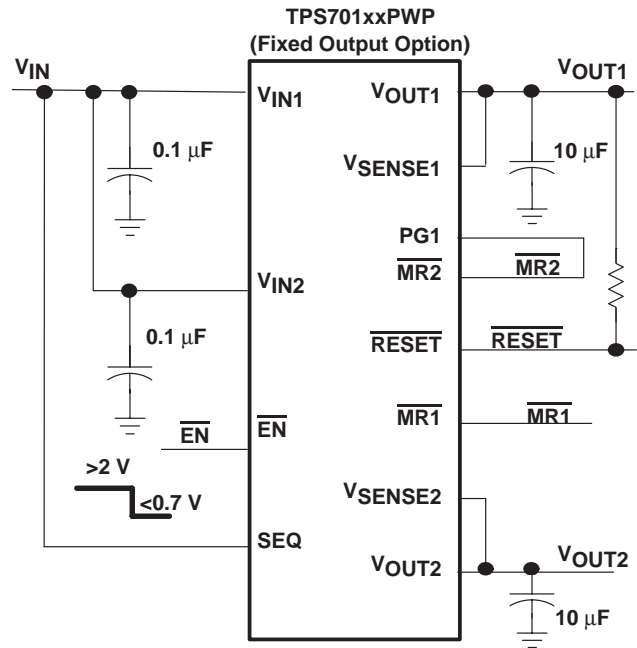 TPS701xxPWP
(Fixed Output Option)
VIN
VOUT1
VIN1
VOUT1
0.1 μF
10 μF
VSENSE1
PG1
MR2
MR2
VIN2
RESET
RESET
0.1 μF
EN
EN
MR1
MR1
>2 V
<0.7 V
VSENSE2
SEQ
VOUT2
VOUT2
10 μF